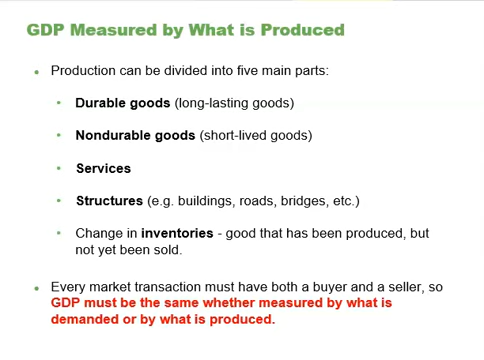 GDP Measured by What is Produced
• Production can be divided into five main parts:
• Durable goods (long-lasting goods)
• Nondurable goods (short-lived goods)
• Services
• Structures (e.g. buildings, roads, bridges, etc.)
• Change in inventories - good that has been produced, but
not yet been sold.
• Every market transaction must have both a buyer and a seller, so
GDP must be the same whether measured by what is
demanded or by what is produced.